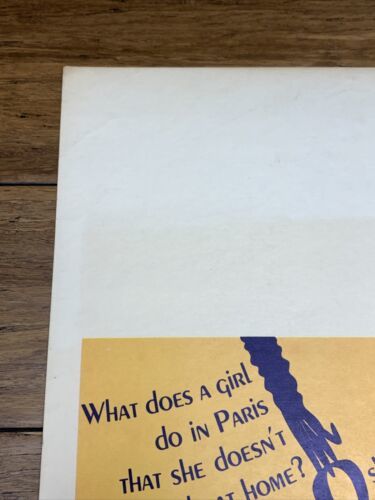 What does a girl
do in Paris
that she doesn't
at home?